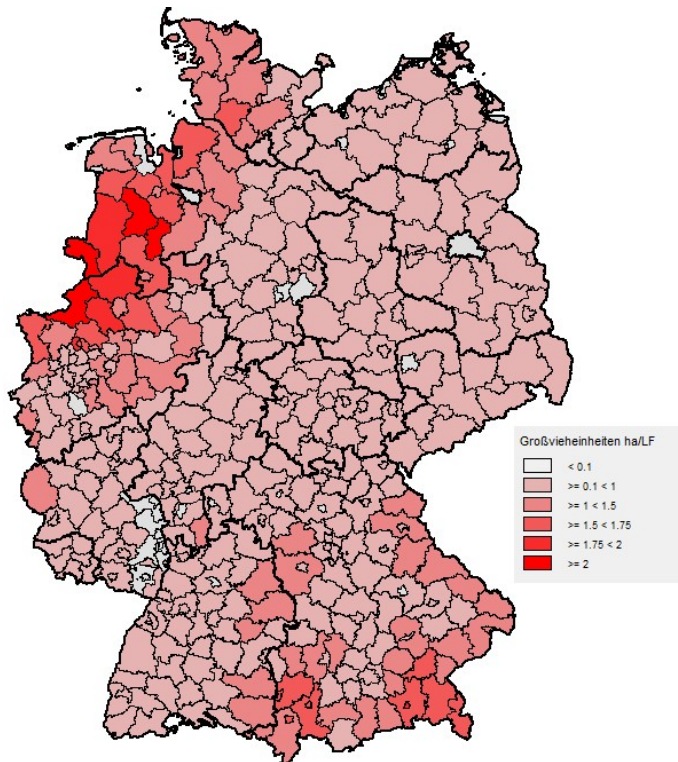 Großvieheinheiten ha/LF
< 0.1
>= 0.1 < 1
>= 1 < 1.5
>= 1.5 < 1.75
>= 1.75 < 2
>= 2